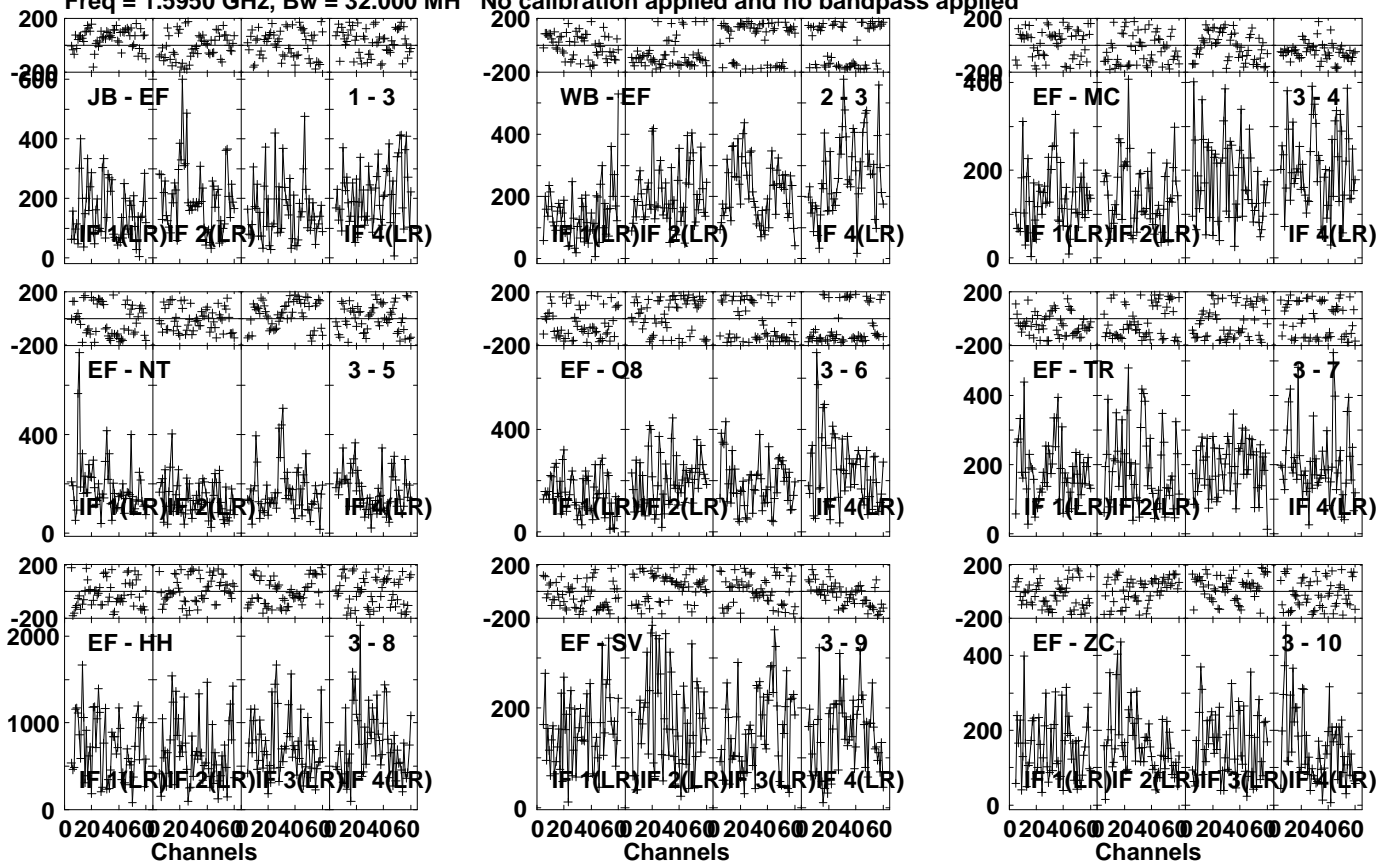 Freq = 1.5950 GHz, Bw = 32.000 MH No calibration applied and no bandpass applied
200
-200
600
400
200
0
JB - EF 1 - 3
IF 1(LR) IF 2(LR) IF 4(LR)
200
-200
400
200
0
WB - EF 2 - 3
IF 1(LR) IF 2(LR) IF 4(LR)
200
-200
400
200
0
EF - MC 3 - 4
IF 1(LR) IF 2(LR) IF 4(LR)
200
-200
400
0
EF - NT 3 - 5
IF 1(LR) IF 2(LR) IF 4(LR)
200
-200
400
0
EF - O8 3 - 6
IF 1(LR) IF 2(LR) IF 4(LR)
200
-200
400
200
0
EF - TR 3 - 7
IF 1(LR) IF 2(LR) IF 4(LR)
200
-200
2000
1000
0
EF - HH 3 - 8
IF 1(LR) IF 2(LR) IF 3(LR) IF 4(LR)
0 20 40 60 0 20 40 60 0 20 40 60 0 20 40 60
Channels
200
-200
200
0
EF - SV 3 - 9
IF 1(LR) IF 2(LR) IF 3(LR) IF 4(LR)
0 20 40 60 0 20 40 60 0 20 40 60 0 20 40 60
Channels
200
-200
400
200
0
EF - ZC 3 - 10
IF 1(LR) IF 2(LR) IF 3(LR) IF 4(LR)
0 20 40 60 0 20 40 60 0 20 40 60 0 20 40 60
Channels